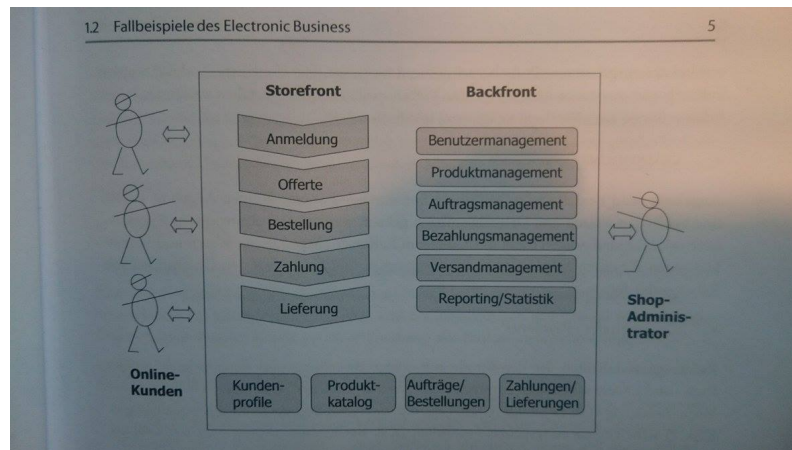 1.2 Fallbeispiele des Electronic Business 5
Storefront
Backfront
Anmeldung
Offerte
Bestellung
Zahlung
Lieferung
Benutzermanagement
Produktmanagement
Auftragsmanagement
Bezahlungsmanagement
Versandmanagement
Reporting/Statistik
Online-
Kunden
Shop-
Adminis-
trator
Kunden-
profile
Produkt-
katalog
Aufträge/
Bestellungen
Zahlungen/
Lieferungen